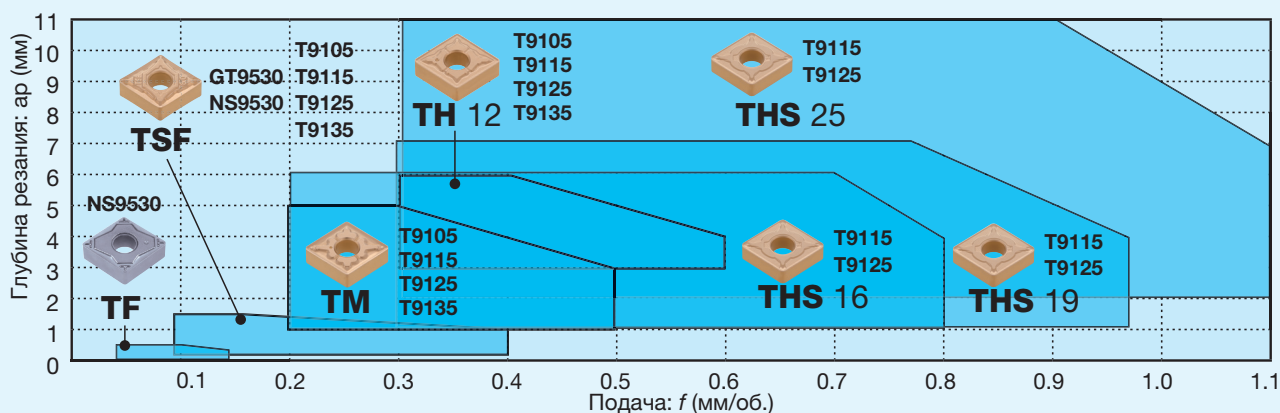 Глубина резания: ap (мм)
11
10
9
8
7
6
5
4
3
2
1
0
GT9530
NS9530
T9105
T9115
T9125
T9135
TSF
T9105
T9115
T9125
T9135
TH 12
T9115
T9125
THS 25
NS9530
TF
T9105
T9115
T9125
T9135
TM
T9115
T9125
THS 16
T9115
T9125
THS 19
0.1 0.2 0.3 0.4 0.5 0.6 0.7 0.8 0.9 1.0 1.1
Подача: f (мм/об.)